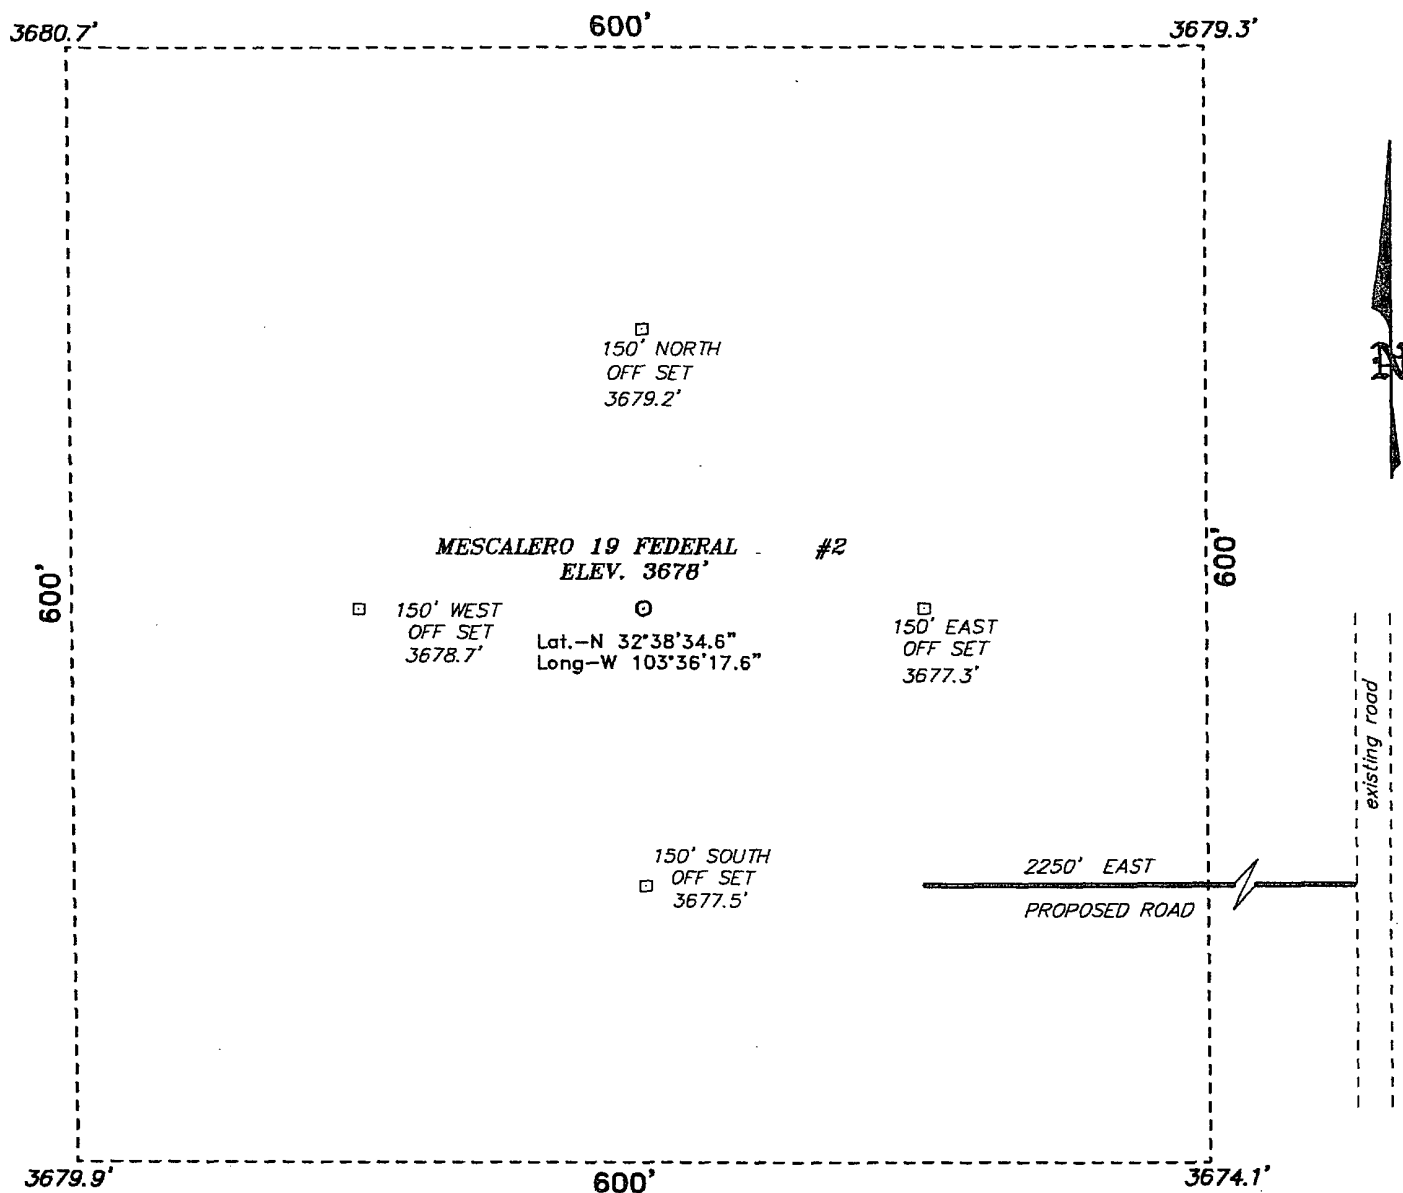 3680.7'
600'
3679.3'
150' NORTH
OFF SET
3679.2'
N
MESCALERO 19 FEDERAL #2
ELEV. 3678'
600'
600'
150' WEST
OFF SET
3678.7'
Lat.-N 32°38'34.6"
Long-W 103°36'17.6"
150' EAST
OFF SET
3677.3'
existing road
150' SOUTH
OFF SET
3677.5'
2250' EAST
PROPOSED ROAD
3679.9'
600'
3674.1'